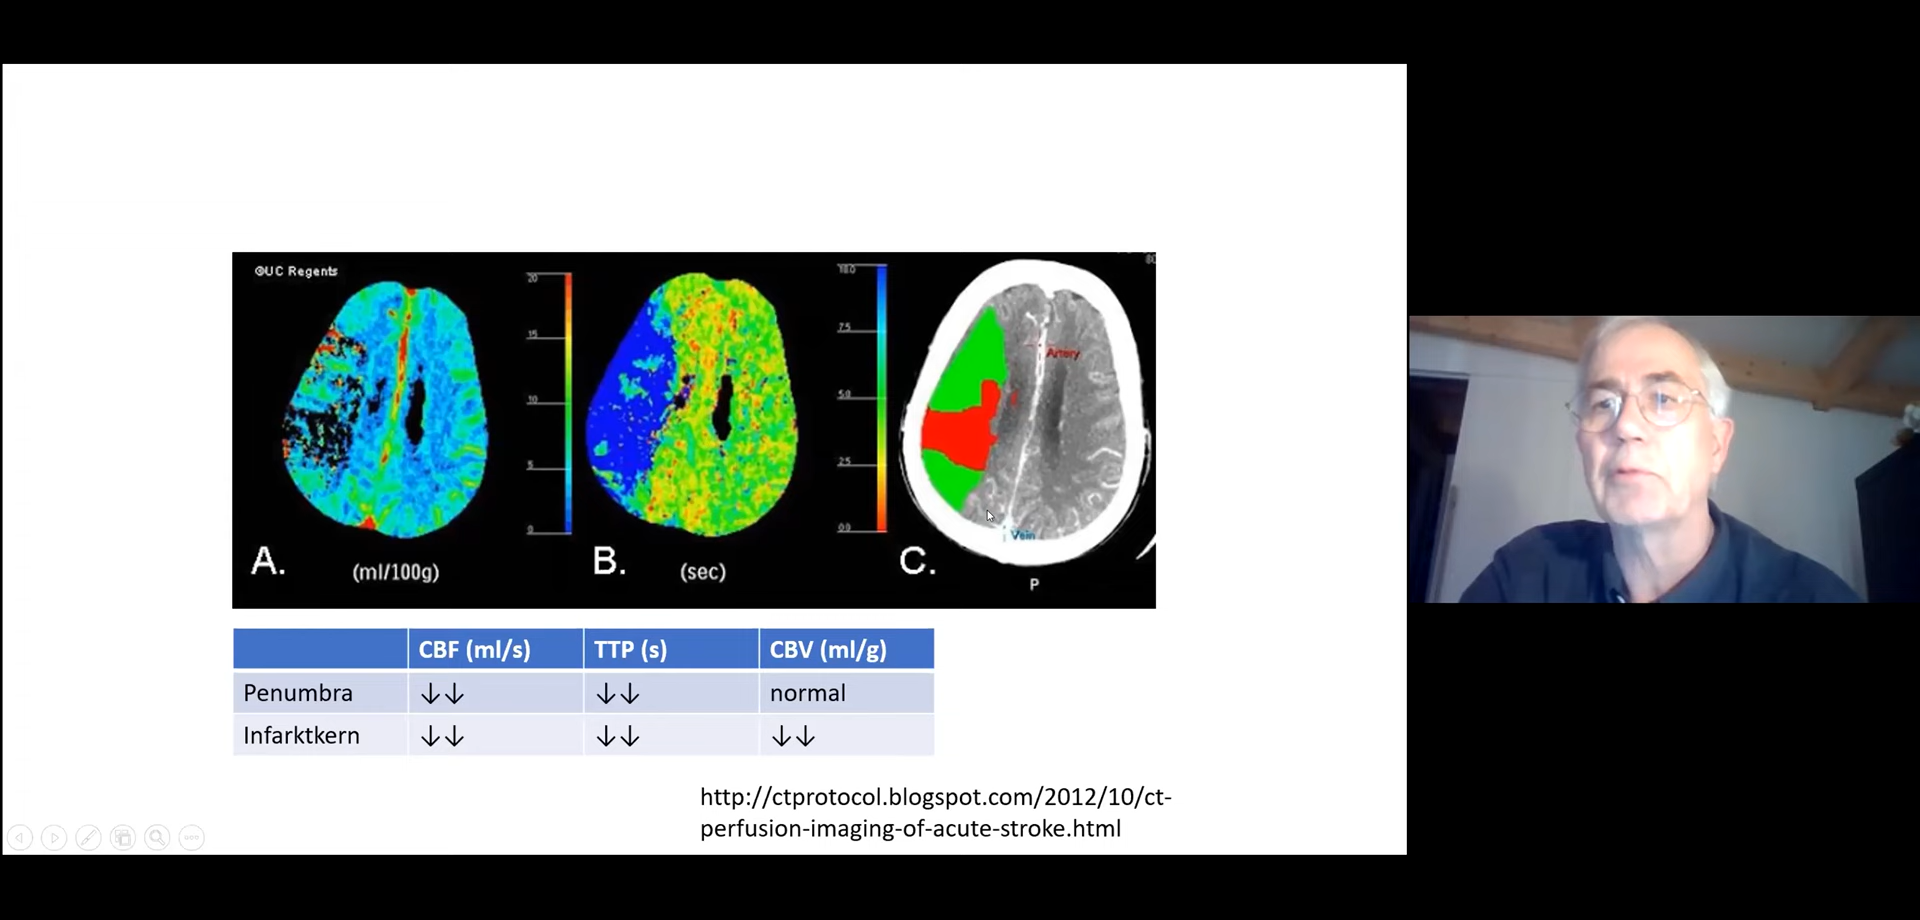 ©UC Regents
20
15
10
5
0
A.
(ml/100g)
10.0
7.5
5.0
2.5
0.0
B.
(sec)
80
Artery
Vein
C.
P
CBF (ml/s) TTP (s) CBV (ml/g)
Penumbra ↓↓ ↓↓ normal
Infarktkern ↓↓ ↓↓ ↓↓
http://ctprotocol.blogspot.com/2012/10/ct-
perfusion-imaging-of-acute-stroke.html